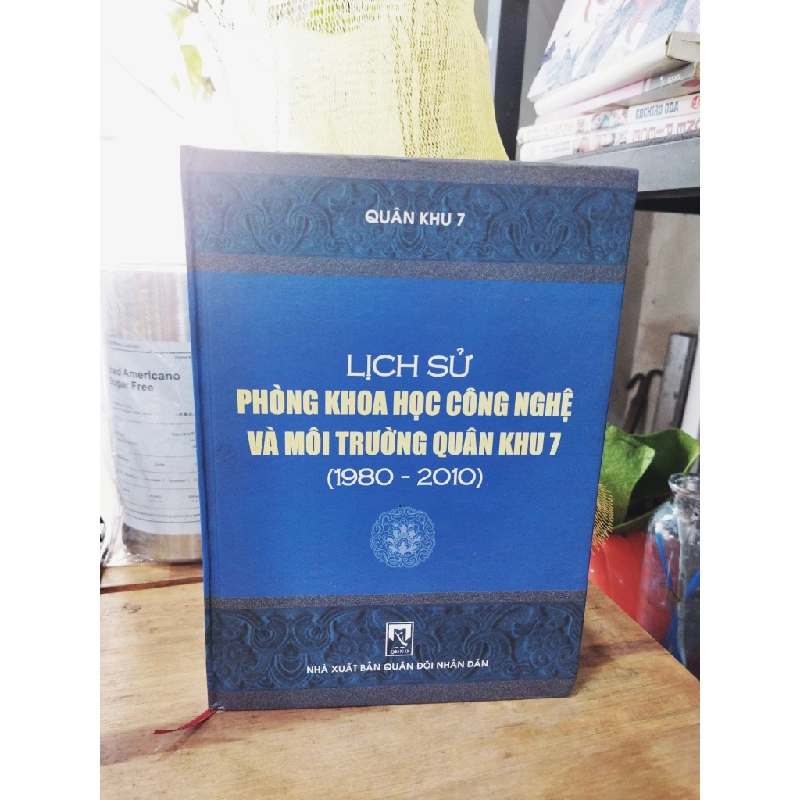 QUÂN KHU 7
LỊCH SỬ
PHÒNG KHOA HỌC CÔNG NGHỆ
VÀ MÔI TRƯỜNG QUÂN KHU 7
(1980 - 2010)
NHÀ XUẤT BẢN QUÂN ĐỘI NHÂN DÂN
Americano
Free